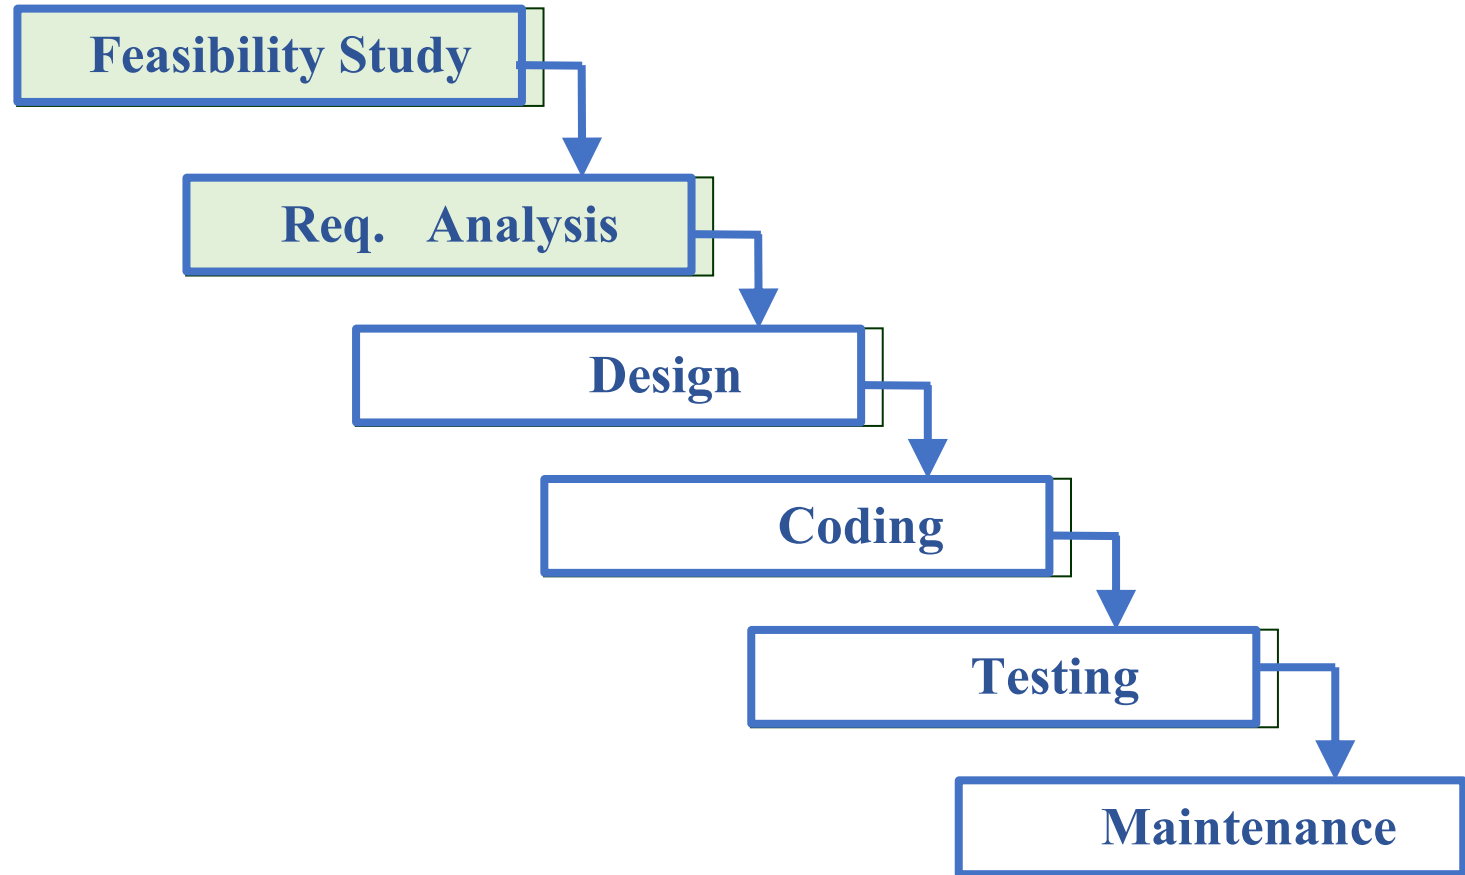 Feasibility Study
Req. Analysis
Design
Coding
Testing
Maintenance